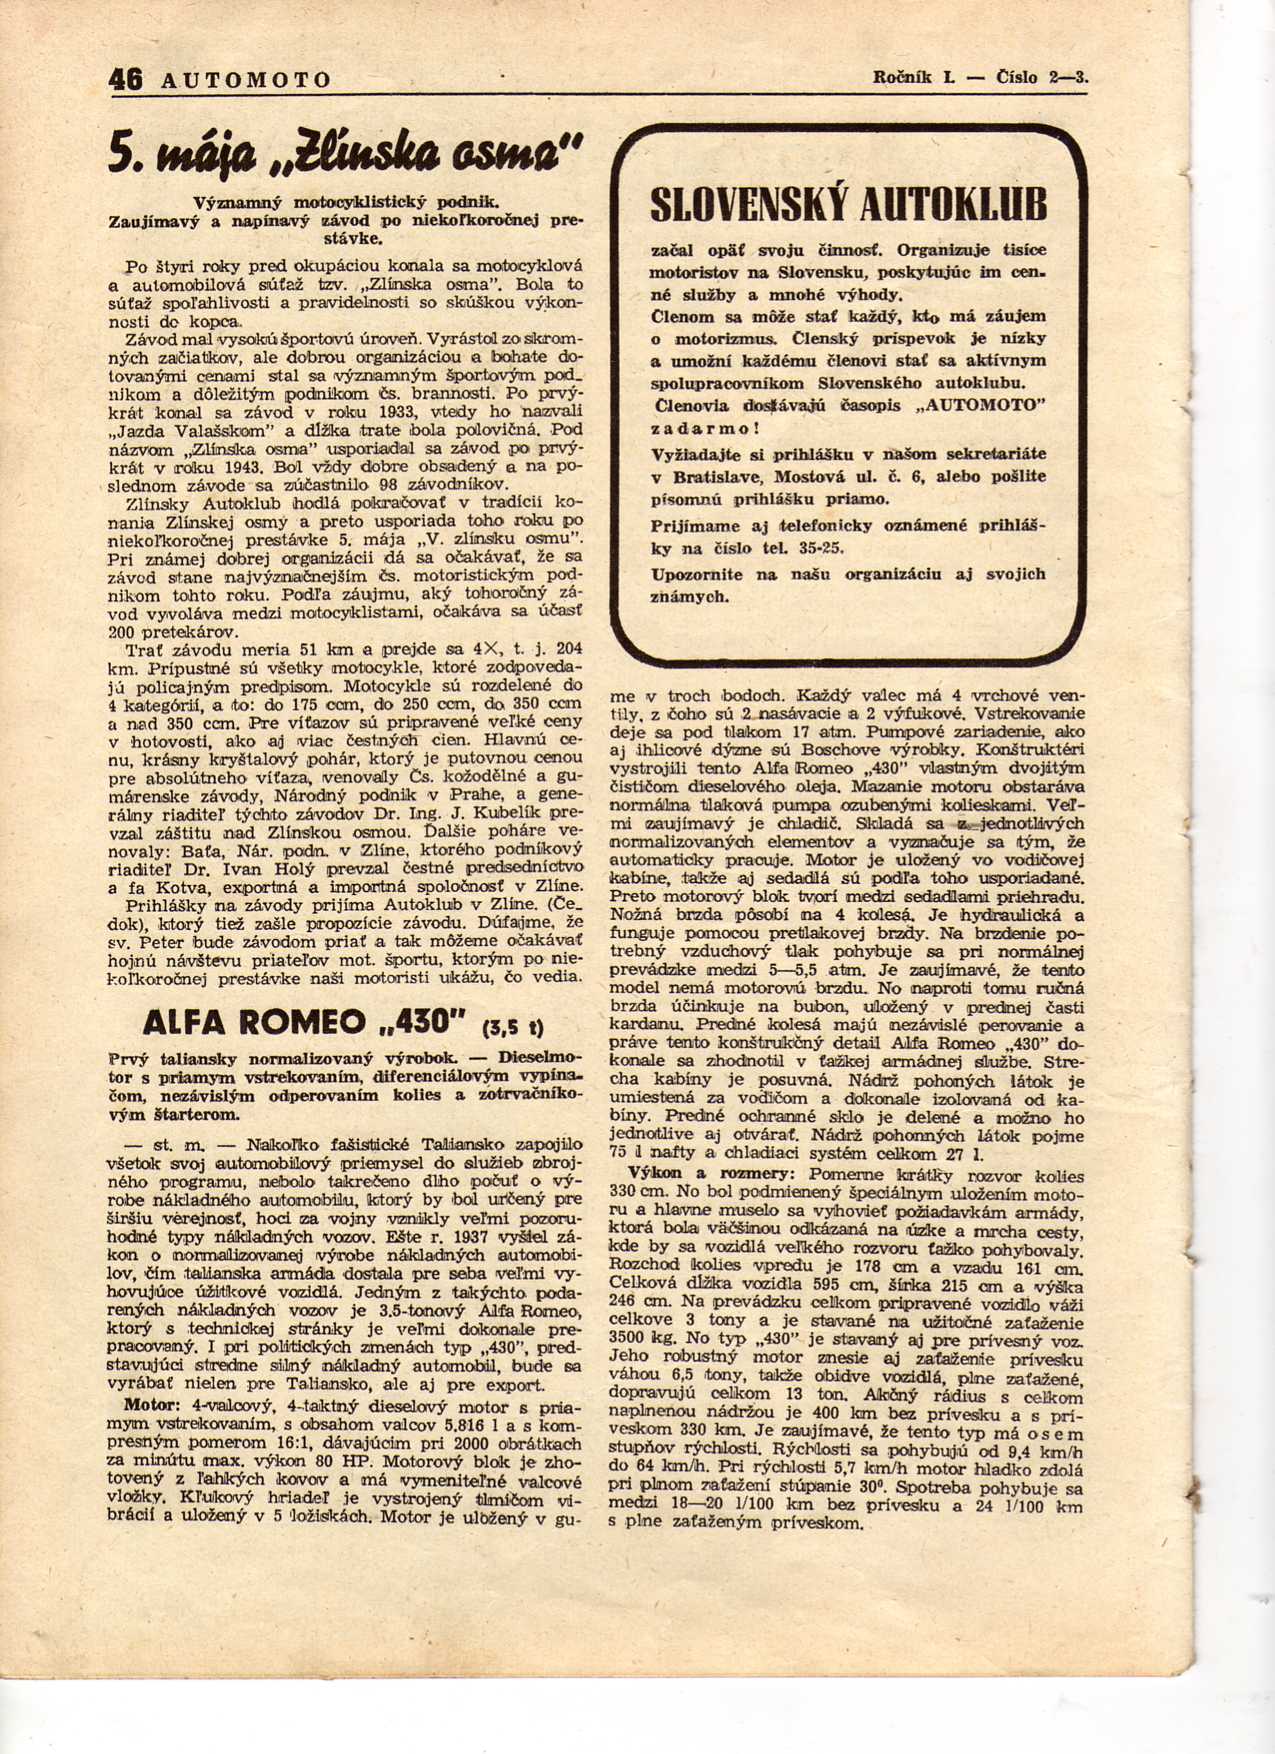 46 AUTOMOTO
Ročník I. — Číslo 2—3.
5. mája „Zlínska osma"
Významný motocyklistický podnik.
Zaujímavý a napínavý závod po niekoľkoročnej pre-
stávke.
Po štyri roky pred okupáciou konala sa motocyklová
a automobilová súťaž tzv. „Zlínska osma". Bola to
súťaž spoľahlivosti a pravidelnosti so skúškou výkon-
nosti do kopca.
Závod mal vysokú športovú úroveň. Vyrástol zo skrom-
ných začiatkov, ale dobrou organizáciou a bohate do-
tovanými cenami stal sa významným športovým pod-
nikom a dôležitým podnikom čs. brannosti. Po prvý-
krát konal sa závod v roku 1933, vtedy ho nazvali
„Jazda Valašskom" a dĺžka trate bola polovičná. Pod
názvom „Zlínska osma" usporiadal sa závod po prvý-
krát v roku 1943. Bol vždy dobre obsadený a na po-
slednom závode sa zúčastnilo 98 závodníkov.
Zlínsky Autoklub hodlá pokračovať v tradícii ko-
nania Zlínskej osmy a preto usporiada toho roku po
niekoľkoročnej prestávke 5. mája „V. zlínsku osmu".
Pri známej dobrej organizácii dá sa očakávať, že sa
závod stane najvýznačnejším čs. motoristickým pod-
nikom tohto roku. Podľa záujmu, aký tohoročný zá-
vod vyvoláva medzi motocyklistami, očakáva sa účasť
200 pretekárov.
Trať závodu meria 51 km a prejde sa 4×, t. j. 204
km. Prípustné sú všetky motocykle, ktoré zodpoveda-
jú policajným predpisom. Motocykle sú rozdelené do
4 kategórií, a to: do 175 ccm, do 250 ccm, do 350 ccm
a nad 350 ccm. Pre víťazov sú pripravené veľké ceny
v hotovosti, ako aj viac čestných cien. Hlavnú ce-
nu, krásny kryštalový pohár, ktorý je putovnou cenou
pre absolútneho víťaza, venovaly Čs. kožodělné a gu-
márenske závody, Národný podnik v Prahe, a gene-
rálny riaditeľ týchto závodov Dr. Ing. J. Kubelík pre-
vzal záštitu nad Zlínskou osmou. Ďalšie poháre ve-
novaly: Baťa, Nár. podn. v Zlíne, ktorého podnikový
riaditeľ Dr. Ivan Holý prevzal čestné predsedníctvo
a fa Kotva, exportná a importná spoločnosť v Zlíne.
Prihlášky na závody prijíma Autoklub v Zlíne. (Če-
dok), ktorý tiež zašle propozície závodu. Dúfajme, že
sv. Peter bude závodom priať a tak môžeme očakávať
hojnú návštevu priateľov mot. športu, ktorým po nie-
koľkoročnej prestávke naši motoristi ukážu, čo vedia.
ALFA ROMEO „430" (3,5 t)
Prvý taliansky normalizovaný výrobok. — Dieselmo-
tor s priamym vstrekovaním, diferenciálovým vypína-
čom, nezávislým odperovaním kolies a zotrvačníko-
vým štarterom.
— st. m. — Nakoľko fašistické Taliansko zapojilo
všetok svoj automobilový priemysel do služieb zbroj-
ného programu, nebolo takrečeno dlho počuť o vý-
robe nákladného automobilu, ktorý by bol určený pre
širšiu verejnosť, hoci za vojny vznikly veľmi pozoru-
hodné typy nákladných vozov. Ešte r. 1937 vyšiel zá-
kon o normalizovanej výrobe nákladných automobi-
lov, čím talianska armáda dostala pre seba veľmi vy-
hovujúce úžitkové vozidlá. Jedným z takýchto poda-
rených nákladných vozov je 3.5-tonový Alfa Romeo,
ktorý s technickej stránky je veľmi dokonale pre-
pracovaný. I pri politických zmenách typ „430", pred-
stavujúci stredne silný nákladný automobil, bude sa
vyrábať nielen pre Taliansko, ale aj pre export.
Motor: 4-valcový, 4-taktný dieselový motor s pria-
mym vstrekovaním, s obsahom valcov 5.816 l a s kom-
presným pomerom 16:1, dávajúcim pri 2000 obrátkach
za minútu max. výkon 80 HP. Motorový blok je zho-
tovený z ľahkých kovov a má vymeniteľné valcové
vložky. Kľukový hriadeľ je vystrojený tlmičom vi-
brácií a uložený v 5 ložiskách. Motor je uložený v gu-
SLOVENSKÝ AUTOKLUB
začal opäť svoju činnosť. Organizuje tisíce
motoristov na Slovensku, poskytujúc im cen-
né služby a mnohé výhody.
Členom sa môže stať každý, kto má záujem
o motorizmus. Členský príspevok je nízky
a umožní každému členovi stať sa aktívnym
spolupracovníkom Slovenského autoklubu.
Členovia dostávajú časopis „AUTOMOTO"
zadarmo!
Vyžiadajte si prihlášku v našom sekretariáte
v Bratislave, Mostová ul. č. 6, alebo pošlite
písomnú prihlášku priamo.
Prijímame aj telefonicky oznámené prihláš-
ky na číslo tel. 35-25.
Upozornite na našu organizáciu aj svojich
známych.
me v troch bodoch. Každý valec má 4 vrchové ven-
tily, z čoho sú 2 nasávacie a 2 výfukové. Vstrekovanie
deje sa pod tlakom 17 atm. Pumpové zariadenie, ako
aj ihlicové dýzne sú Boschove výrobky. Konštruktéri
vystrojili tento Alfa Romeo „430" vlastným dvojitým
čističom dieselového oleja. Mazanie motoru obstaráva
normálna tlaková pumpa ozubenými kolieskami. Veľ-
mi zaujímavý je chladič. Skladá sa z jednotlivých
normalizovaných elementov a vyznačuje sa tým, že
automaticky pracuje. Motor je uložený vo vodičovej
kabíne, takže aj sedadlá sú podľa toho usporiadané.
Preto motorový blok tvorí medzi sedadlami priehradu.
Nožná brzda pôsobí na 4 kolesá. Je hydraulická a
funguje pomocou pretlakovej brzdy. Na brzdenie po-
trebný vzduchový tlak pohybuje sa pri normálnej
prevádzke medzi 5—5,5 atm. Je zaujímavé, že tento
model nemá motorovú brzdu. No naproti tomu ručná
brzda účinkuje na bubon, uložený v prednej časti
kardanu. Predné kolesá majú nezávislé perovanie a
práve tento konštrukčný detail Alfa Romeo „430" do-
konale sa zhodnotil v ťažkej armádnej službe. Stre-
cha kabíny je posuvná. Nádrž pohoných látok je
umiestená za vodičom a dokonale izolovaná od ka-
bíny. Predné ochranné sklo je delené a možno ho
jednotlive aj otvárať. Nádrž pohonných látok pojme
75 l nafty a chladiaci systém celkom 27 l.
Výkon a rozmery: Pomerne krátky rozvor kolies
330 cm. No bol podmienený špeciálnym uložením moto-
ru a hlavne muselo sa vyhovieť požiadavkám armády,
ktorá bola väčšinou odkázaná na úzke a mrcha cesty,
kde by sa vozidlá veľkého rozvoru ťažko pohybovaly.
Rozchod kolies vpredu je 178 cm a vzadu 161 cm.
Celková dĺžka vozidla 595 cm, šírka 215 cm a výška
246 cm. Na prevádzku celkom pripravené vozidlo váži
celkove 3 tony a je stavané na užitočné zaťaženie
3500 kg. No typ „430" je stavaný aj pre prívesný voz.
Jeho robustný motor znesie aj zaťaženie prívesku
váhou 6,5 tony, takže obidve vozidlá, plne zaťažené,
dopravujú celkom 13 ton. Akčný rádius s celkom
naplnenou nádržou je 400 km bez prívesku a s prí-
veskom 330 km. Je zaujímavé, že tento typ má osem
stupňov rýchlosti. Rýchlosti sa pohybujú od 9,4 km/h
do 64 km/h. Pri rýchlosti 5,7 km/h motor hladko zdolá
pri plnom zaťažení stúpanie 30°. Spotreba pohybuje sa
medzi 18—20 l/100 km bez prívesku a 24 l/100 km
s plne zaťaženým príveskom.